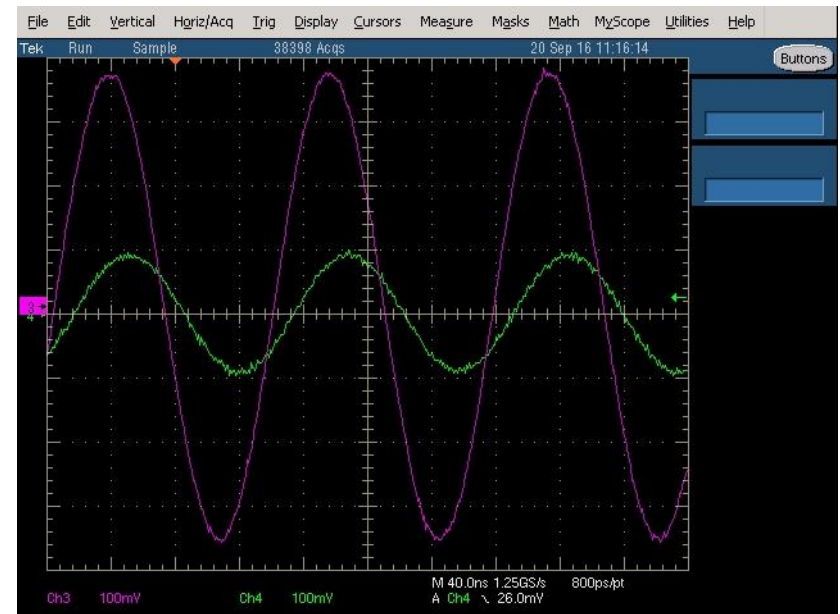 File Edit Vertical Horiz/Acq Trig Display Cursors Measure Masks Math MyScope Utilities Help
Tek Run Sample 38398 Acqs 20 Sep 16 11:16:14
Buttons
3
4
M 40.0ns 1.25GS/s 800ps/pt
Ch3 100mV Ch4 100mV A Ch4 \ 26.0mV